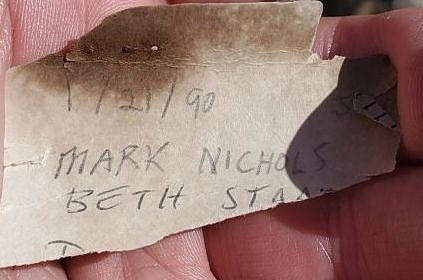 1/21/90
MARK NICHOLS
BETH
D